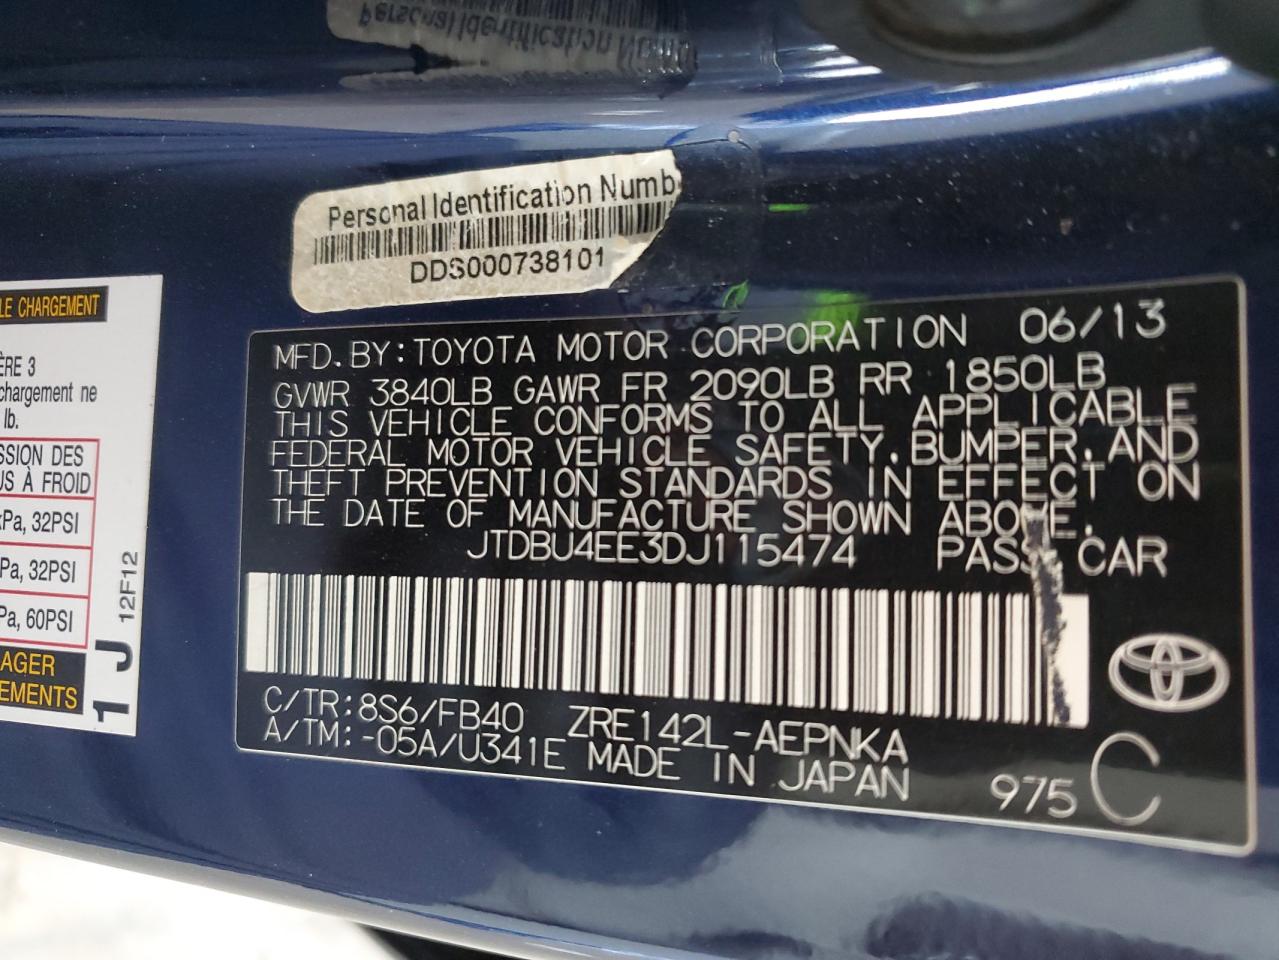 Personal Identification Numb
DDS000738101
LE CHARGEMENT
ÈRE 3
chargement ne
lb.
SSION DES
US À FROID
kPa, 32PSI
Pa, 32PSI
Pa, 60PSI
AGER
EMENTS
1 J 12F12
MFD. BY: TOYOTA MOTOR CORPORATION 06/13
GVWR 3840LB GAWR FR 2090LB RR 1850LB
THIS VEHICLE CONFORMS TO ALL APPLICABLE
FEDERAL MOTOR VEHICLE SAFETY, BUMPER, AND
THEFT PREVENTION STANDARDS IN EFFECT ON
THE DATE OF MANUFACTURE SHOWN ABOVE.
JTDBU4EE3DJ115474 PASS CAR
C/TR:8S6/FB40 ZRE142L-AEPNKA
A/TM:-05A/U341E MADE IN JAPAN
975 C